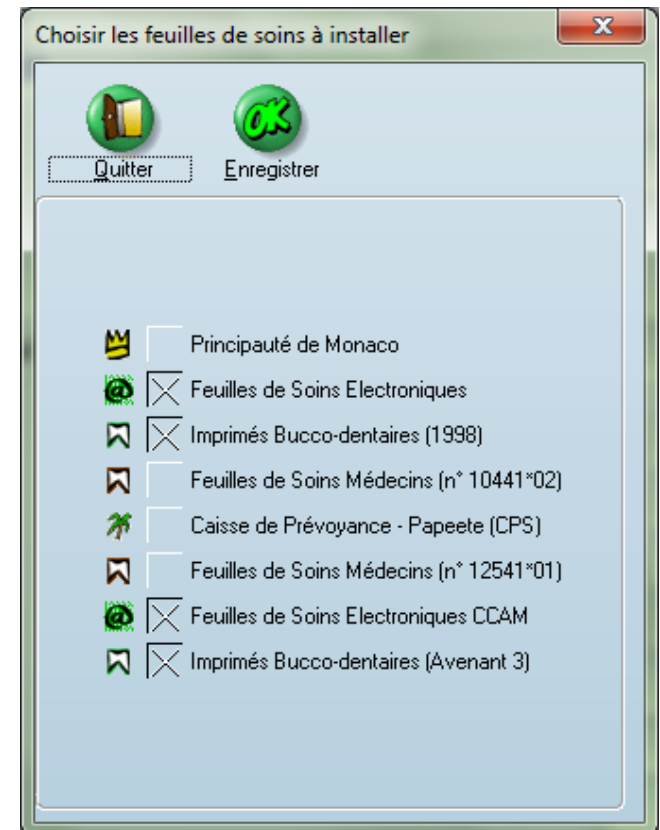 Choisir les feuilles de soins à installer
OK
Quitter
Enregistrer
Principauté de Monaco
Feuilles de Soins Electroniques
Imprimés Bucco-dentaires (1998)
Feuilles de Soins Médecins (n° 10441*02)
Caisse de Prévoyance - Papeete (CPS)
Feuilles de Soins Médecins (n° 12541*01)
Feuilles de Soins Electroniques CCAM
Imprimés Bucco-dentaires (Avenant 3)